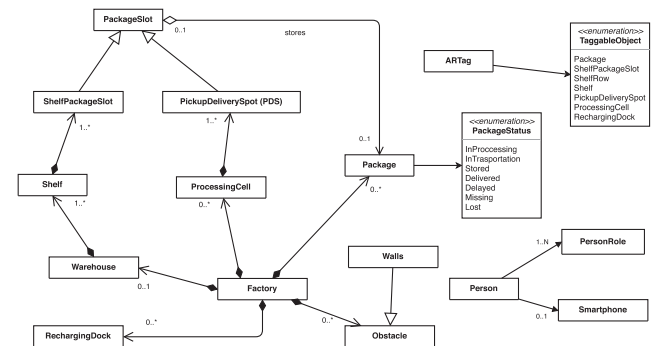 PackageSlot
0..1
stores
<<enumeration>>
TaggableObject
Package
ShelfPackageSlot
ShelfRow
Shelf
PickupDeliverySpot
ProcessingCell
RechargingDock
ARTag
ShelfPackageSlot
PickupDeliverySpot (PDS)
<<enumeration>>
PackageStatus
InProccessing
InTrasportation
Stored
Delivered
Delayed
Missing
Lost
1..*
1..*
0..1
Package
0..*
Shelf
1..*
ProcessingCell
0..*
PersonRole
1..N
Walls
Warehouse
0..1
Factory
Person
Smartphone
0..1
RechargingDock
0..*
0..*
Obstacle